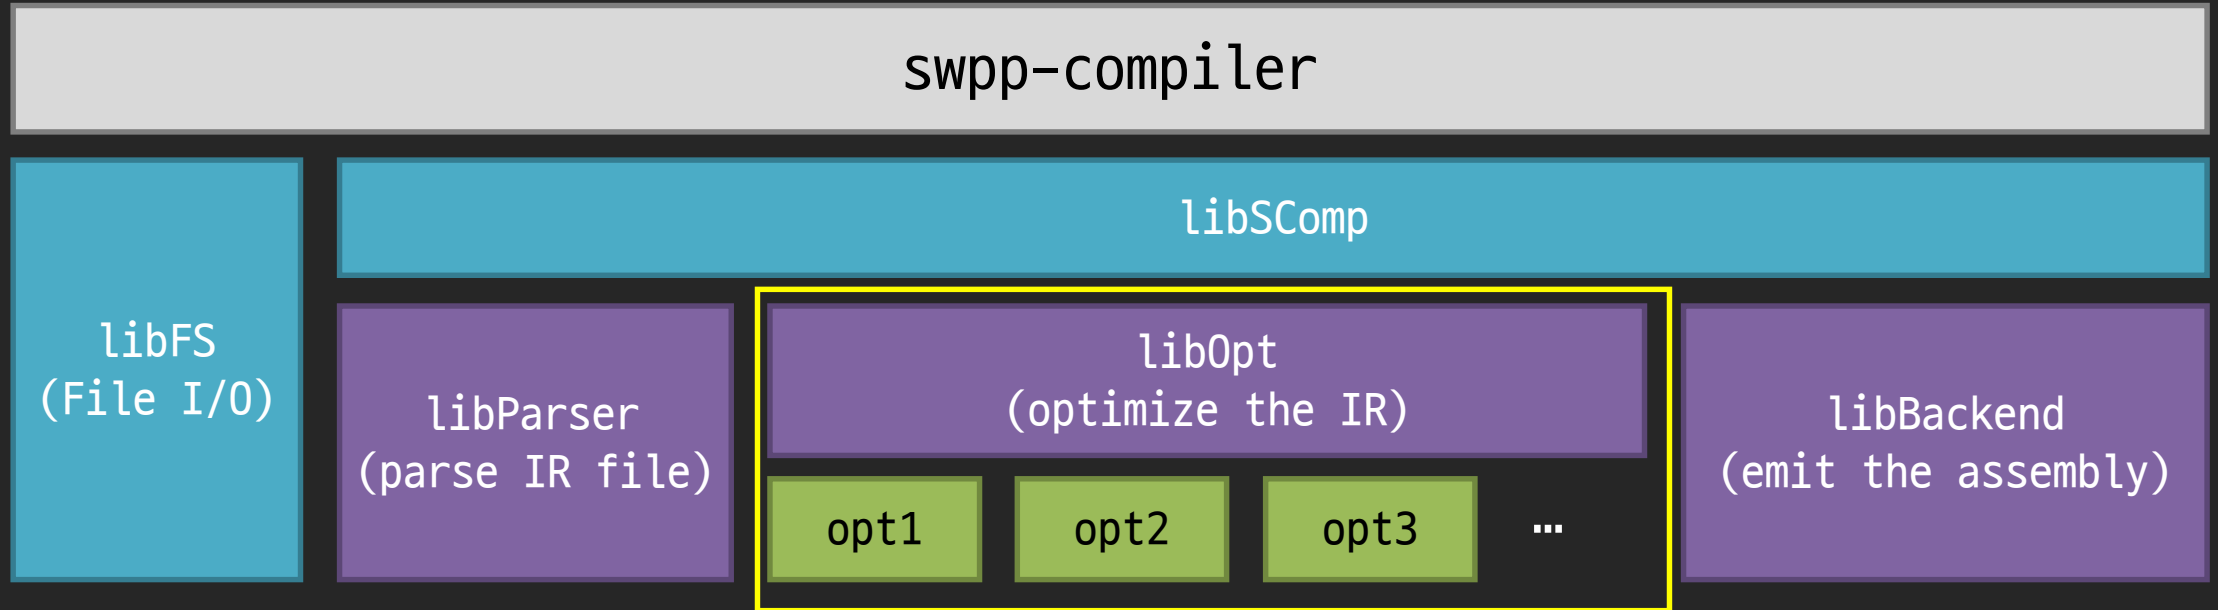 swpp-compiler
libSComp
libFS
(File I/O)
libParser
(parse IR file)
libOpt
(optimize the IR)
libBackend
(emit the assembly)
opt1
opt2
opt3
…